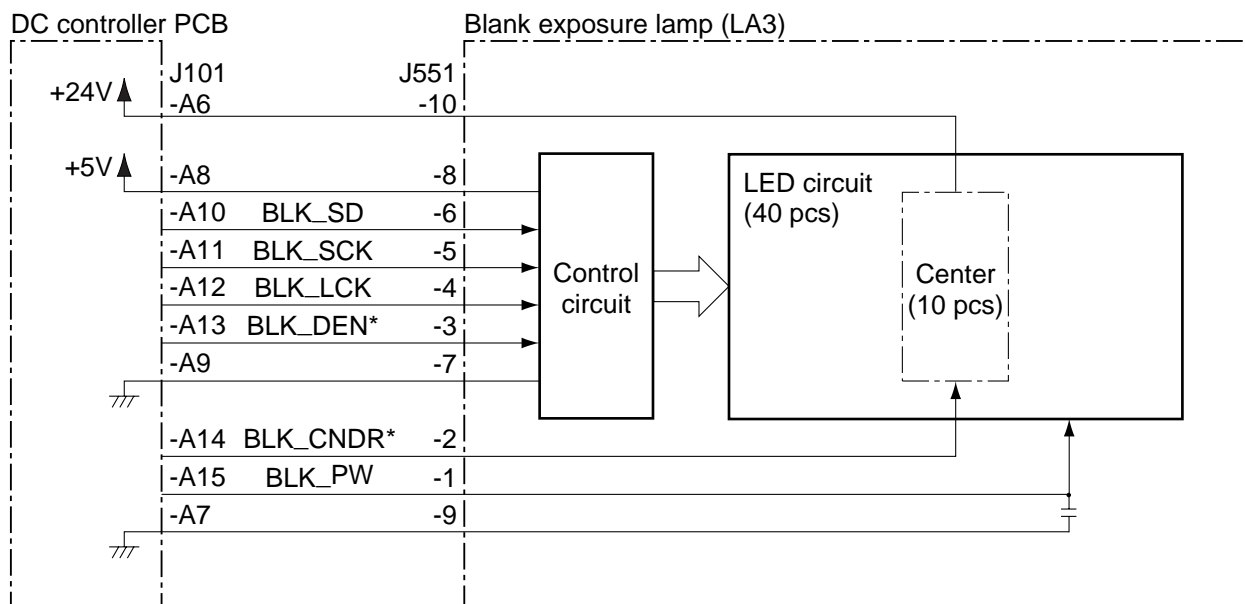 DC controller PCB
Blank exposure lamp (LA3)
J101 J551
+24V -A6 -10
+5V -A8 -8
-A10 BLK_SD -6
-A11 BLK_SCK -5
-A12 BLK_LCK -4
-A13 BLK_DEN* -3
-A9 -7
-A14 BLK_CNDR* -2
-A15 BLK_PW -1
-A7 -9
Control
circuit
LED circuit
(40 pcs)
Center
(10 pcs)